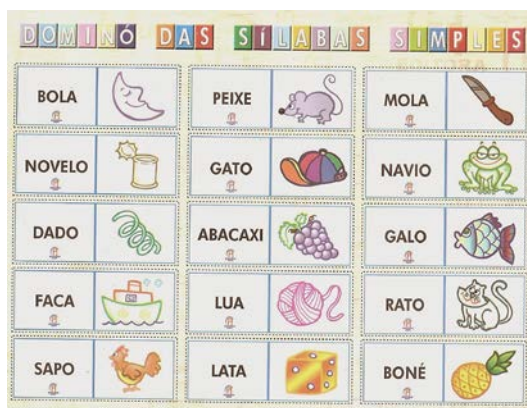 DOMINÓ DAS SÍLABAS SIMPLES
BOLA PEIXE MOLA
NOVELO GATO NAVIO
DADO ABACAXI GALO
FACA LUA RATO
SAPO LATA BONÉ